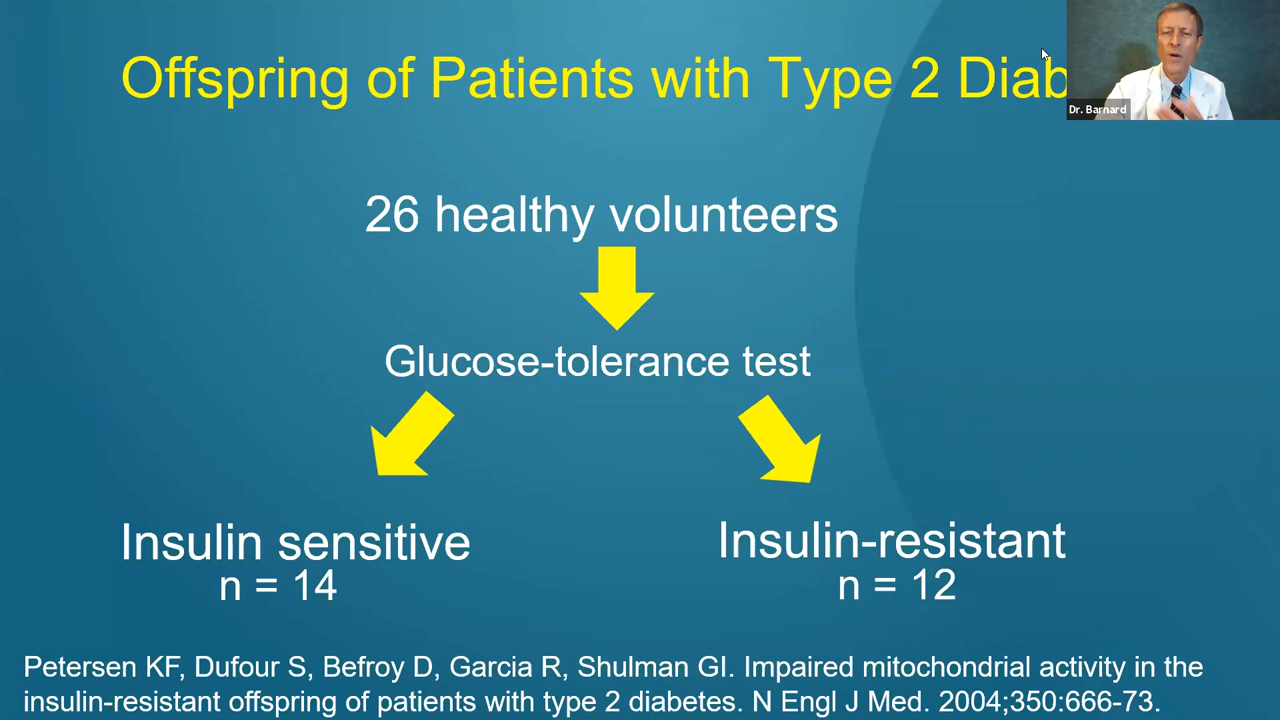 Offspring of Patients with Type 2 Diab
Dr. Barnard
26 healthy volunteers
Glucose-tolerance test
Insulin sensitive
n = 14
Insulin-resistant
n = 12
Petersen KF, Dufour S, Befroy D, Garcia R, Shulman GI. Impaired mitochondrial activity in the
insulin-resistant offspring of patients with type 2 diabetes. N Engl J Med. 2004;350:666-73.